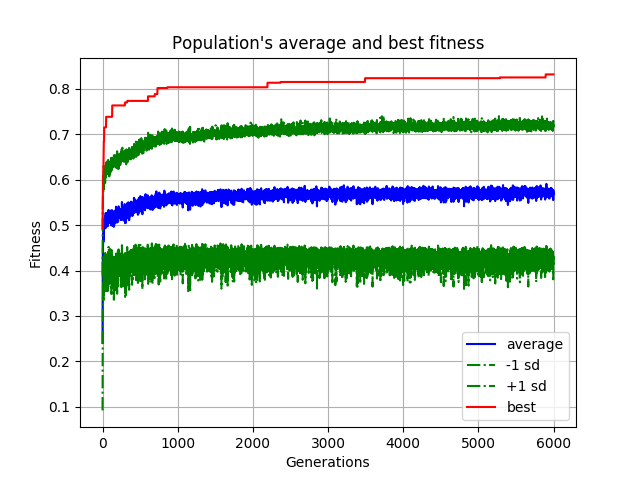 Population's average and best fitness
Fitness
0.8
0.7
0.6
0.5
0.4
0.3
0.2
0.1
average
-1 sd
+1 sd
best
0 1000 2000 3000 4000 5000 6000
Generations